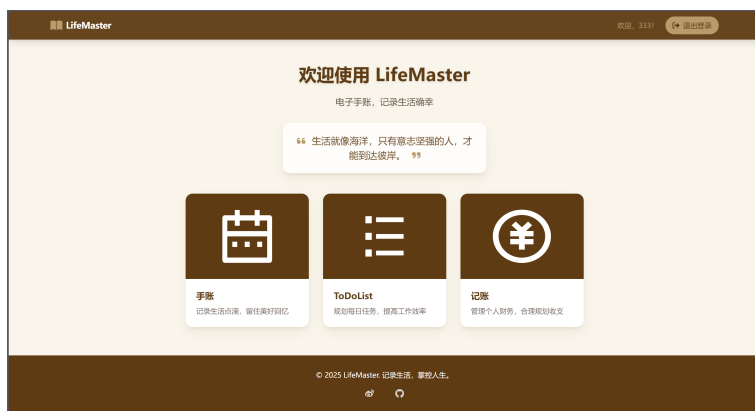 LifeMaster
欢迎，333!
退出登录
欢迎使用 LifeMaster
电子手账，记录生活确幸
“ 生活就像海洋，只有意志坚强的人，才
能到达彼岸。 ”
手账
记录生活点滴，留住美好回忆
ToDoList
规划每日任务，提高工作效率
记账
管理个人财务，合理规划收支
© 2025 LifeMaster. 记录生活，掌控人生。